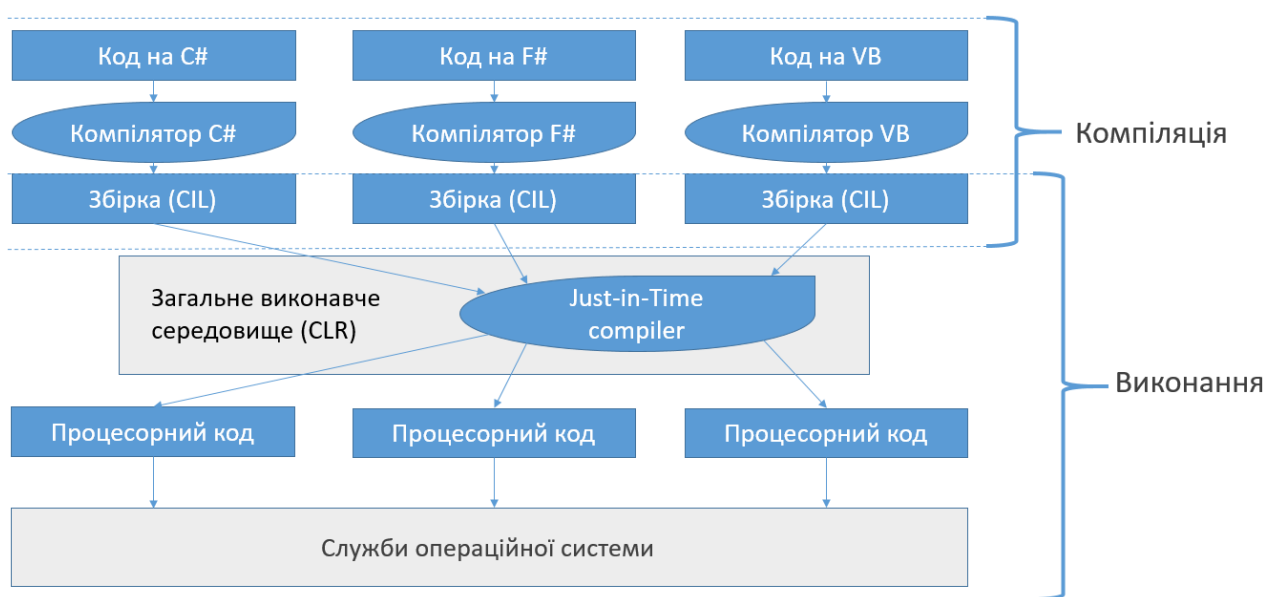 Код на C#
Код на F#
Код на VB
Компілятор C#
Компілятор F#
Компілятор VB
Компіляція
Збірка (CIL)
Збірка (CIL)
Збірка (CIL)
Загальне виконавче
середовище (CLR)
Just-in-Time
compiler
Виконання
Процесорний код
Процесорний код
Процесорний код
Служби операційної системи